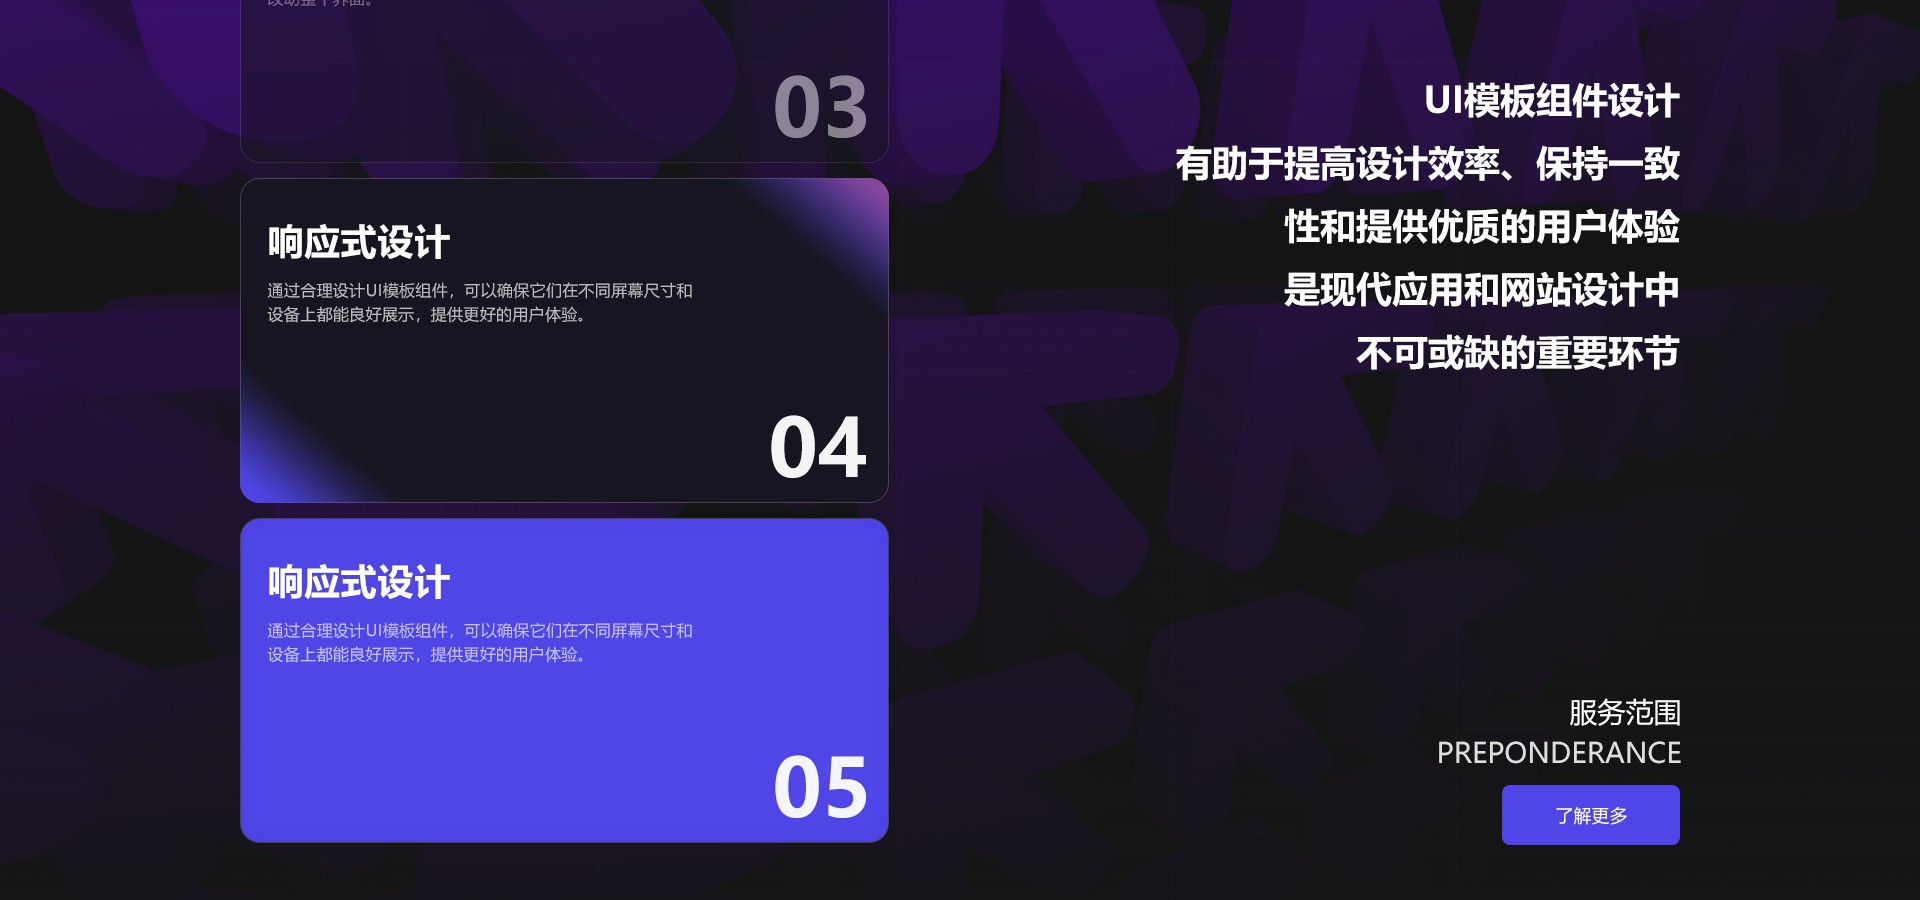 03
响应式设计
通过合理设计UI模板组件，可以确保它们在不同屏幕尺寸和
设备上都能良好展示，提供更好的用户体验。
04
响应式设计
通过合理设计UI模板组件，可以确保它们在不同屏幕尺寸和
设备上都能良好展示，提供更好的用户体验。
05
UI模板组件设计
有助于提高设计效率、保持一致
性和提供优质的用户体验
是现代应用和网站设计中
不可或缺的重要环节
服务范围
PREPONDERANCE
了解更多